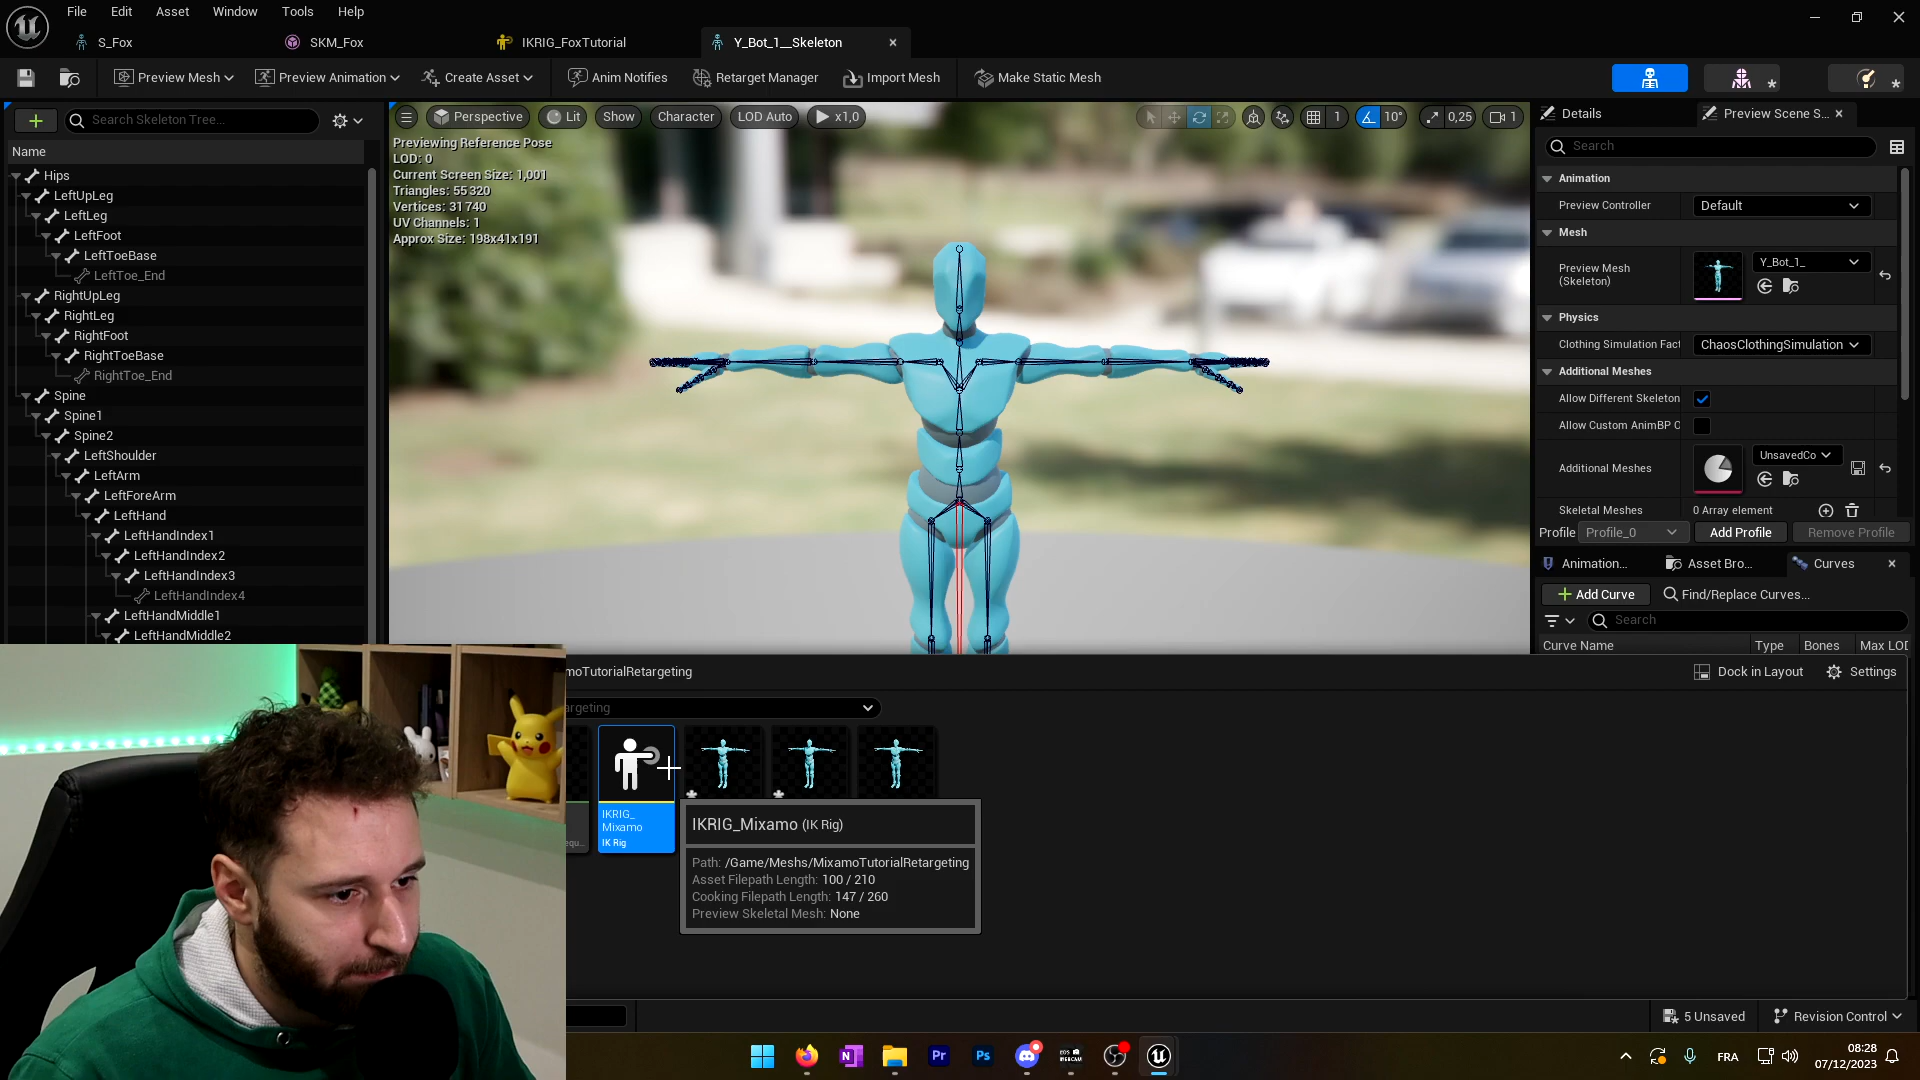 File Edit Asset Window Tools Help
S_Fox SKM_Fox IKRIG_FoxTutorial Y_Bot_1__Skeleton
Preview Mesh Preview Animation Create Asset Anim Notifies Retarget Manager Import Mesh Make Static Mesh
Search Skeleton Tree...
Name
Hips
LeftUpLeg
LeftLeg
LeftFoot
LeftToeBase
LeftToe_End
RightUpLeg
RightLeg
RightFoot
RightToeBase
RightToe_End
Spine
Spine1
Spine2
LeftShoulder
LeftArm
LeftForeArm
LeftHand
LeftHandIndex1
LeftHandIndex2
LeftHandIndex3
LeftHandIndex4
LeftHandMiddle1
LeftHandMiddle2
Perspective Lit Show Character LOD Auto x1,0 1 10° 0,25 1
Previewing Reference Pose
LOD: 0
Current Screen Size: 1,001
Triangles: 55 320
Vertices: 31 740
UV Channels: 1
Approx Size: 198x41x191
Details Preview Scene S...
Search
Animation
Preview Controller Default
Mesh
Preview Mesh
(Skeleton)
Y_Bot_1_
Physics
Clothing Simulation Fact ChaosClothingSimulation
Additional Meshes
Allow Different Skeleton
Allow Custom AnimBP C
Additional Meshes UnsavedCo
Skeletal Meshes 0 Array element
Profile Profile_0 Add Profile Remove Profile
Animation... Asset Bro... Curves
Add Curve Find/Replace Curves...
Search
Curve Name Type Bones Max LOD
moTutorialRetargeting Dock in Layout Settings
argeting
equ...
IKRIG_
Mixamo
IK Rig
IKRIG_Mixamo (IK Rig)
Path: /Game/Meshs/MixamoTutorialRetargeting
Asset Filepath Length: 100 / 210
Cooking Filepath Length: 147 / 260
Preview Skeletal Mesh: None
5 Unsaved Revision Control
N Pr Ps EOS WEBCAM FRA
08:28
07/12/2023